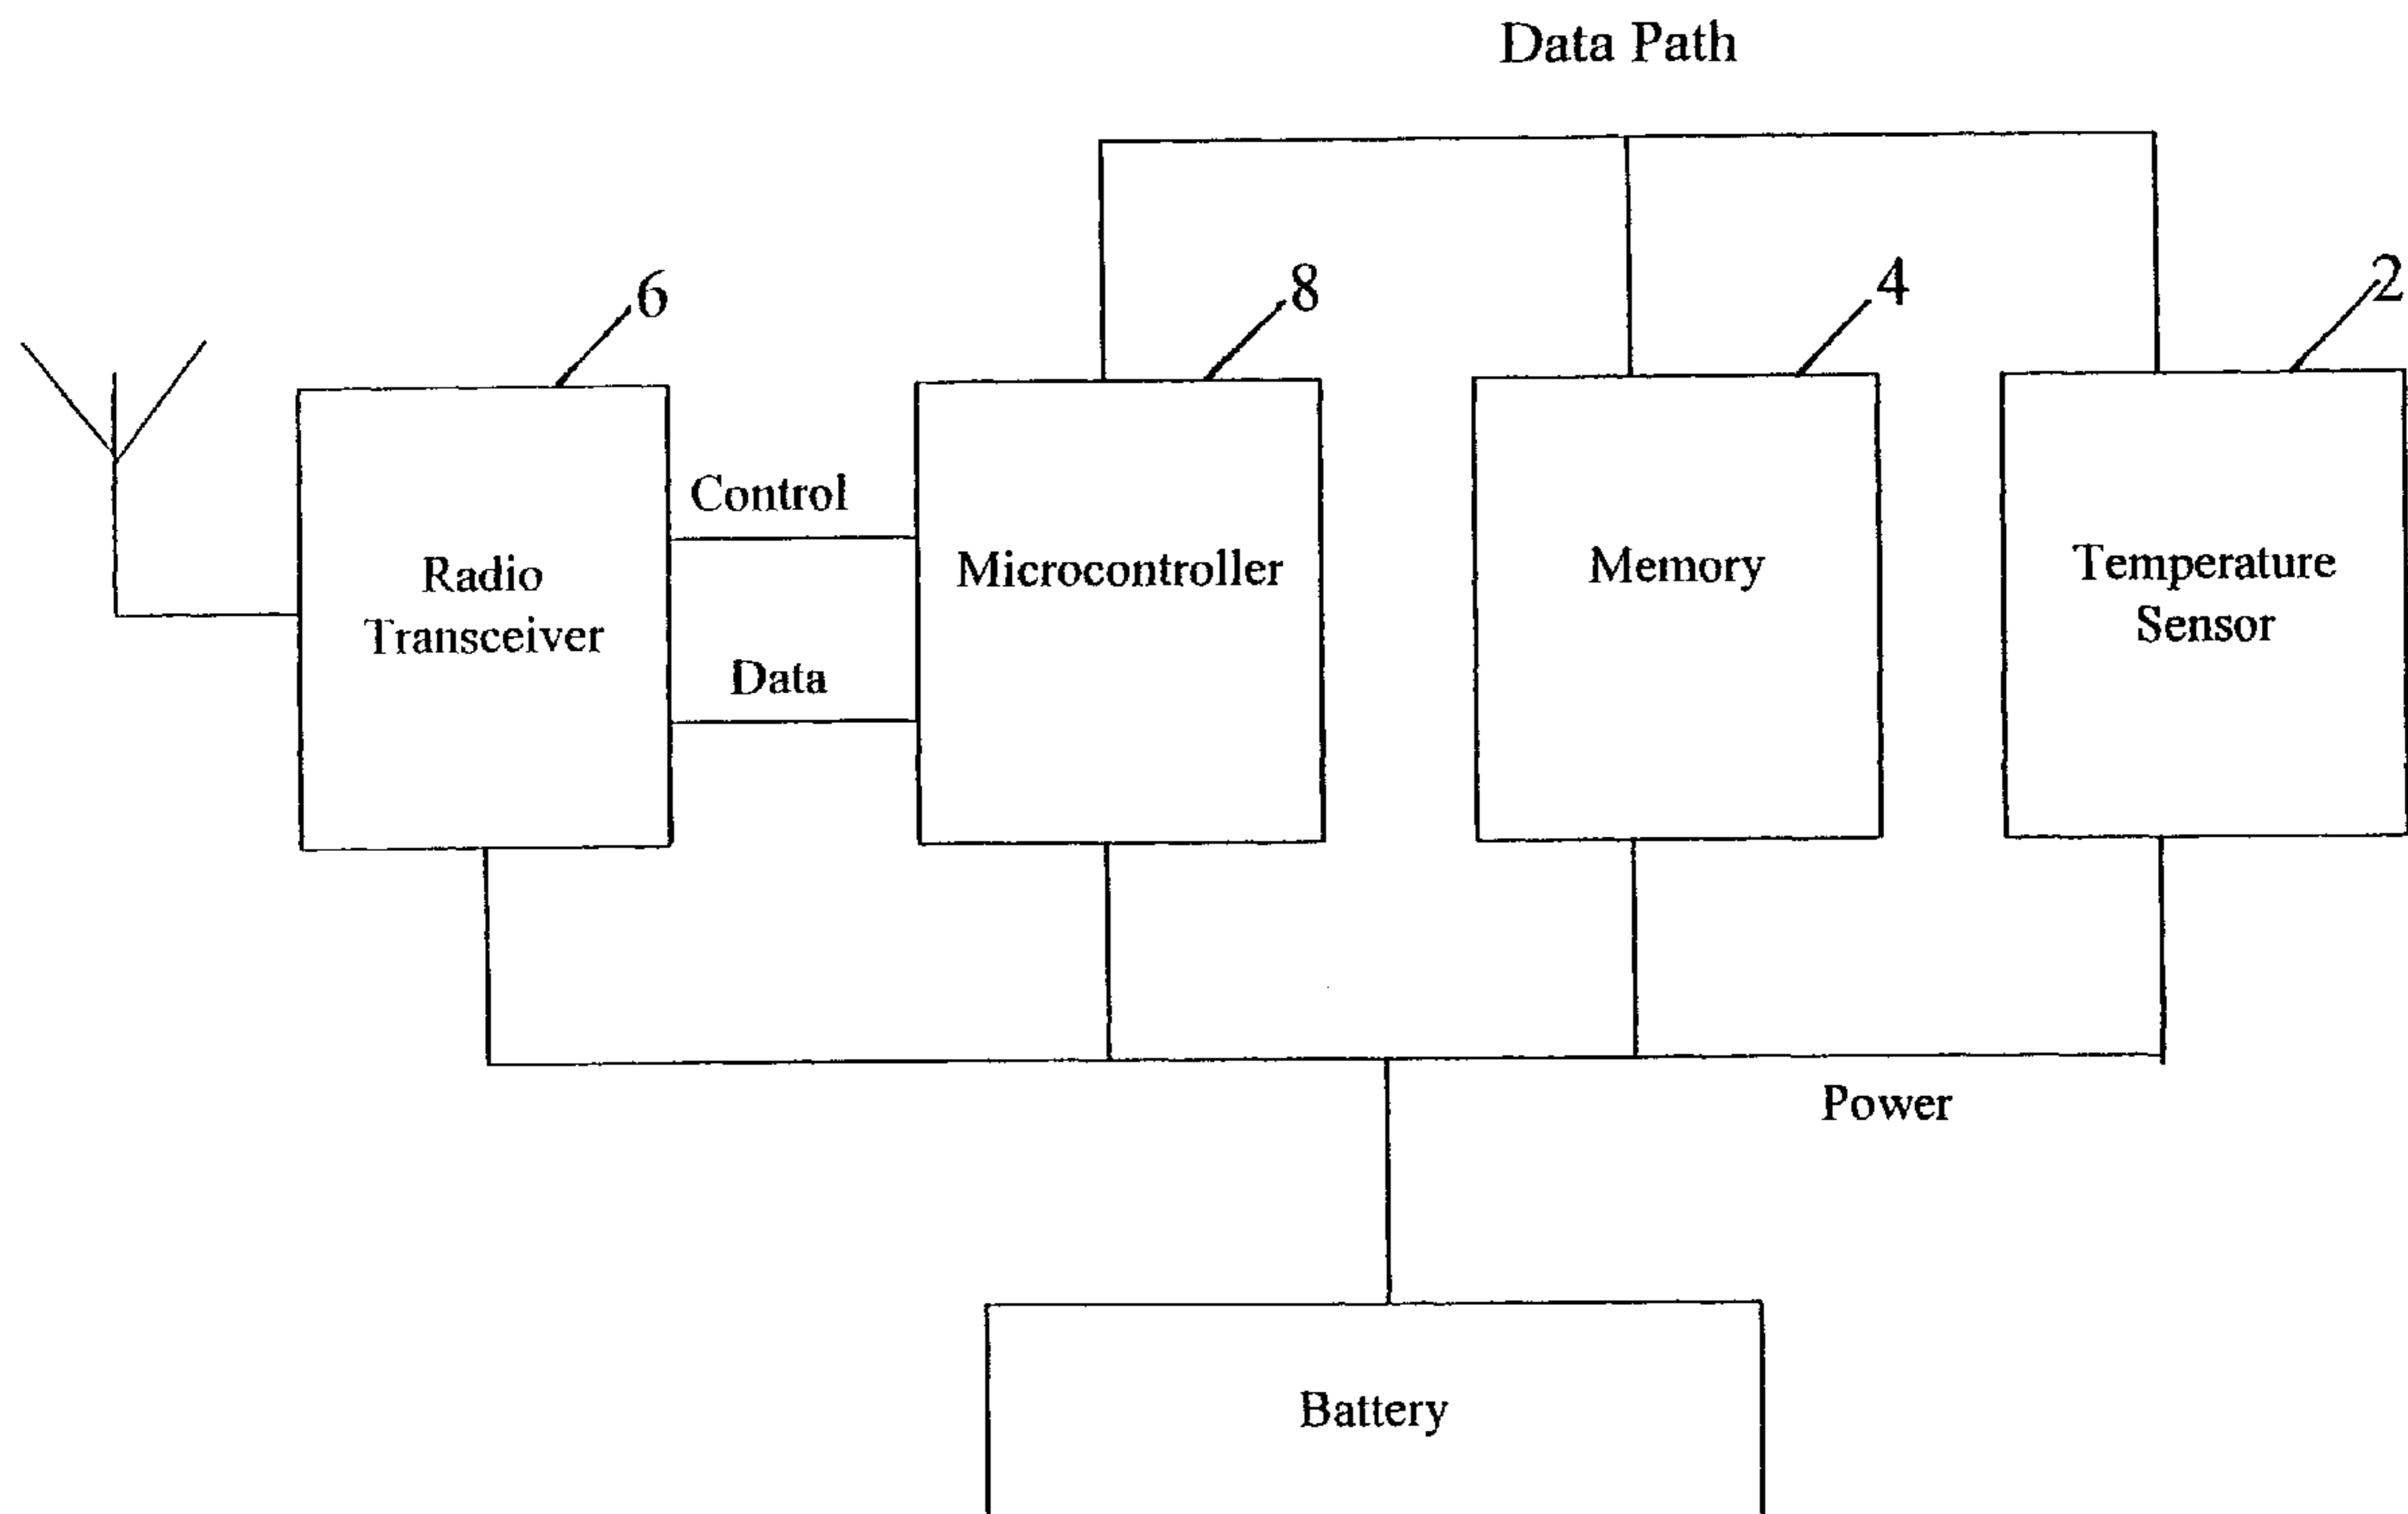 Data Path
6
8
4
2
Control
Radio
Transceiver
Microcontroller
Memory
Temperature
Sensor
Data
Power
Battery